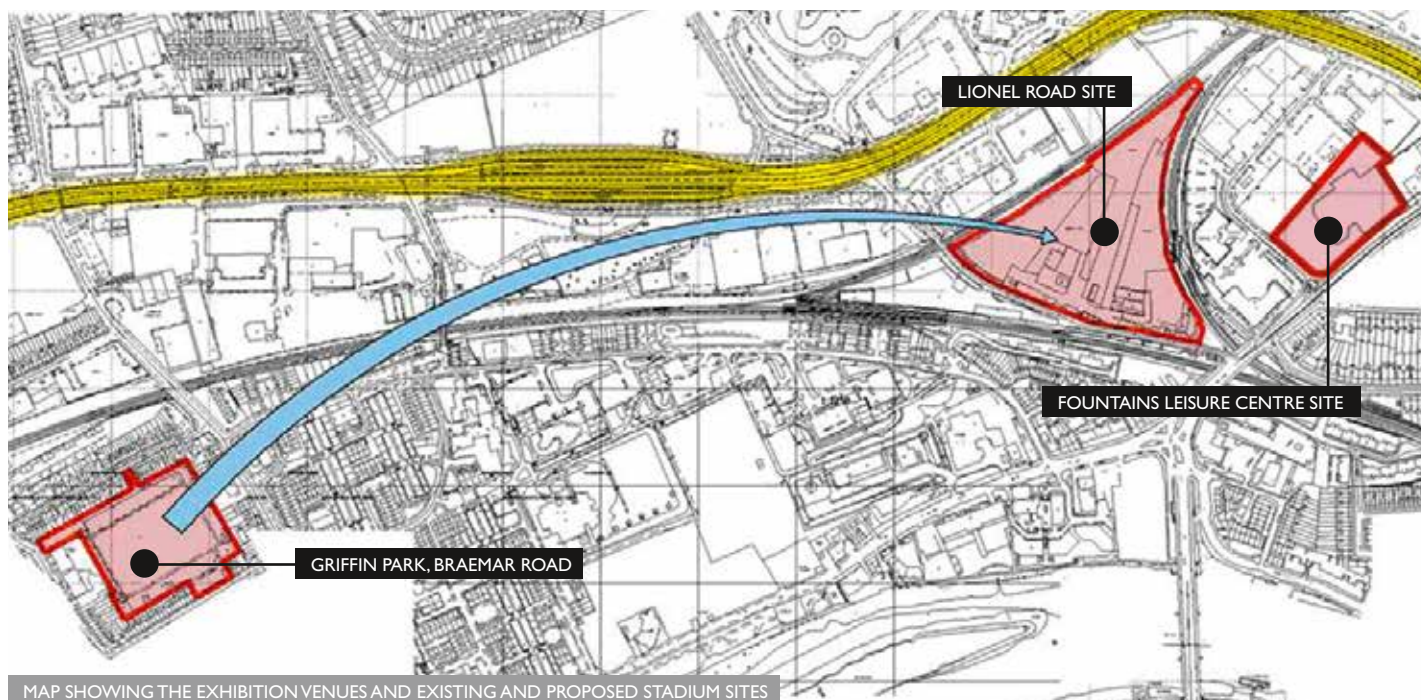 LIONEL ROAD SITE
FOUNTAINS LEISURE CENTRE SITE
GRIFFIN PARK, BRAEMAR ROAD
MAP SHOWING THE EXHIBITION VENUES AND EXISTING AND PROPOSED STADIUM SITES